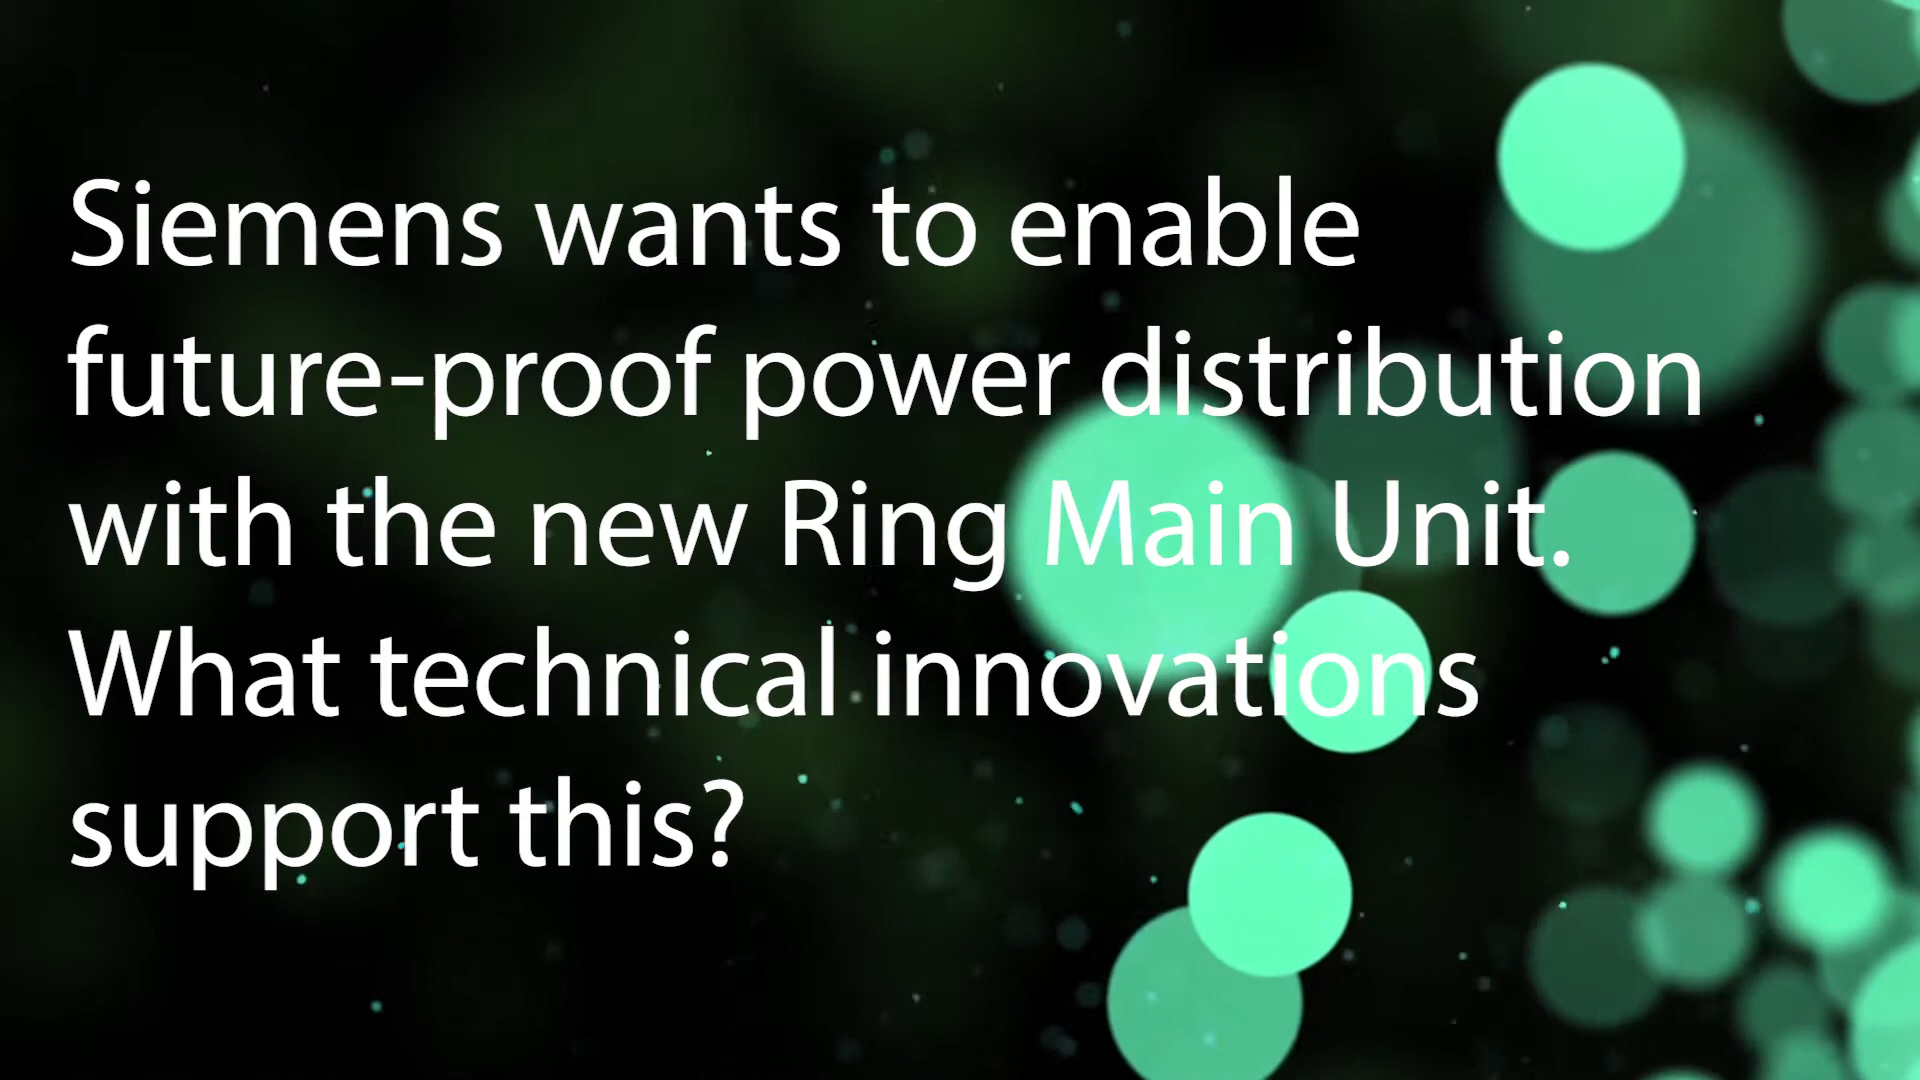 Siemens wants to enable
future-proof power distribution
with the new Ring Main Unit.
What technical innovations
support this?